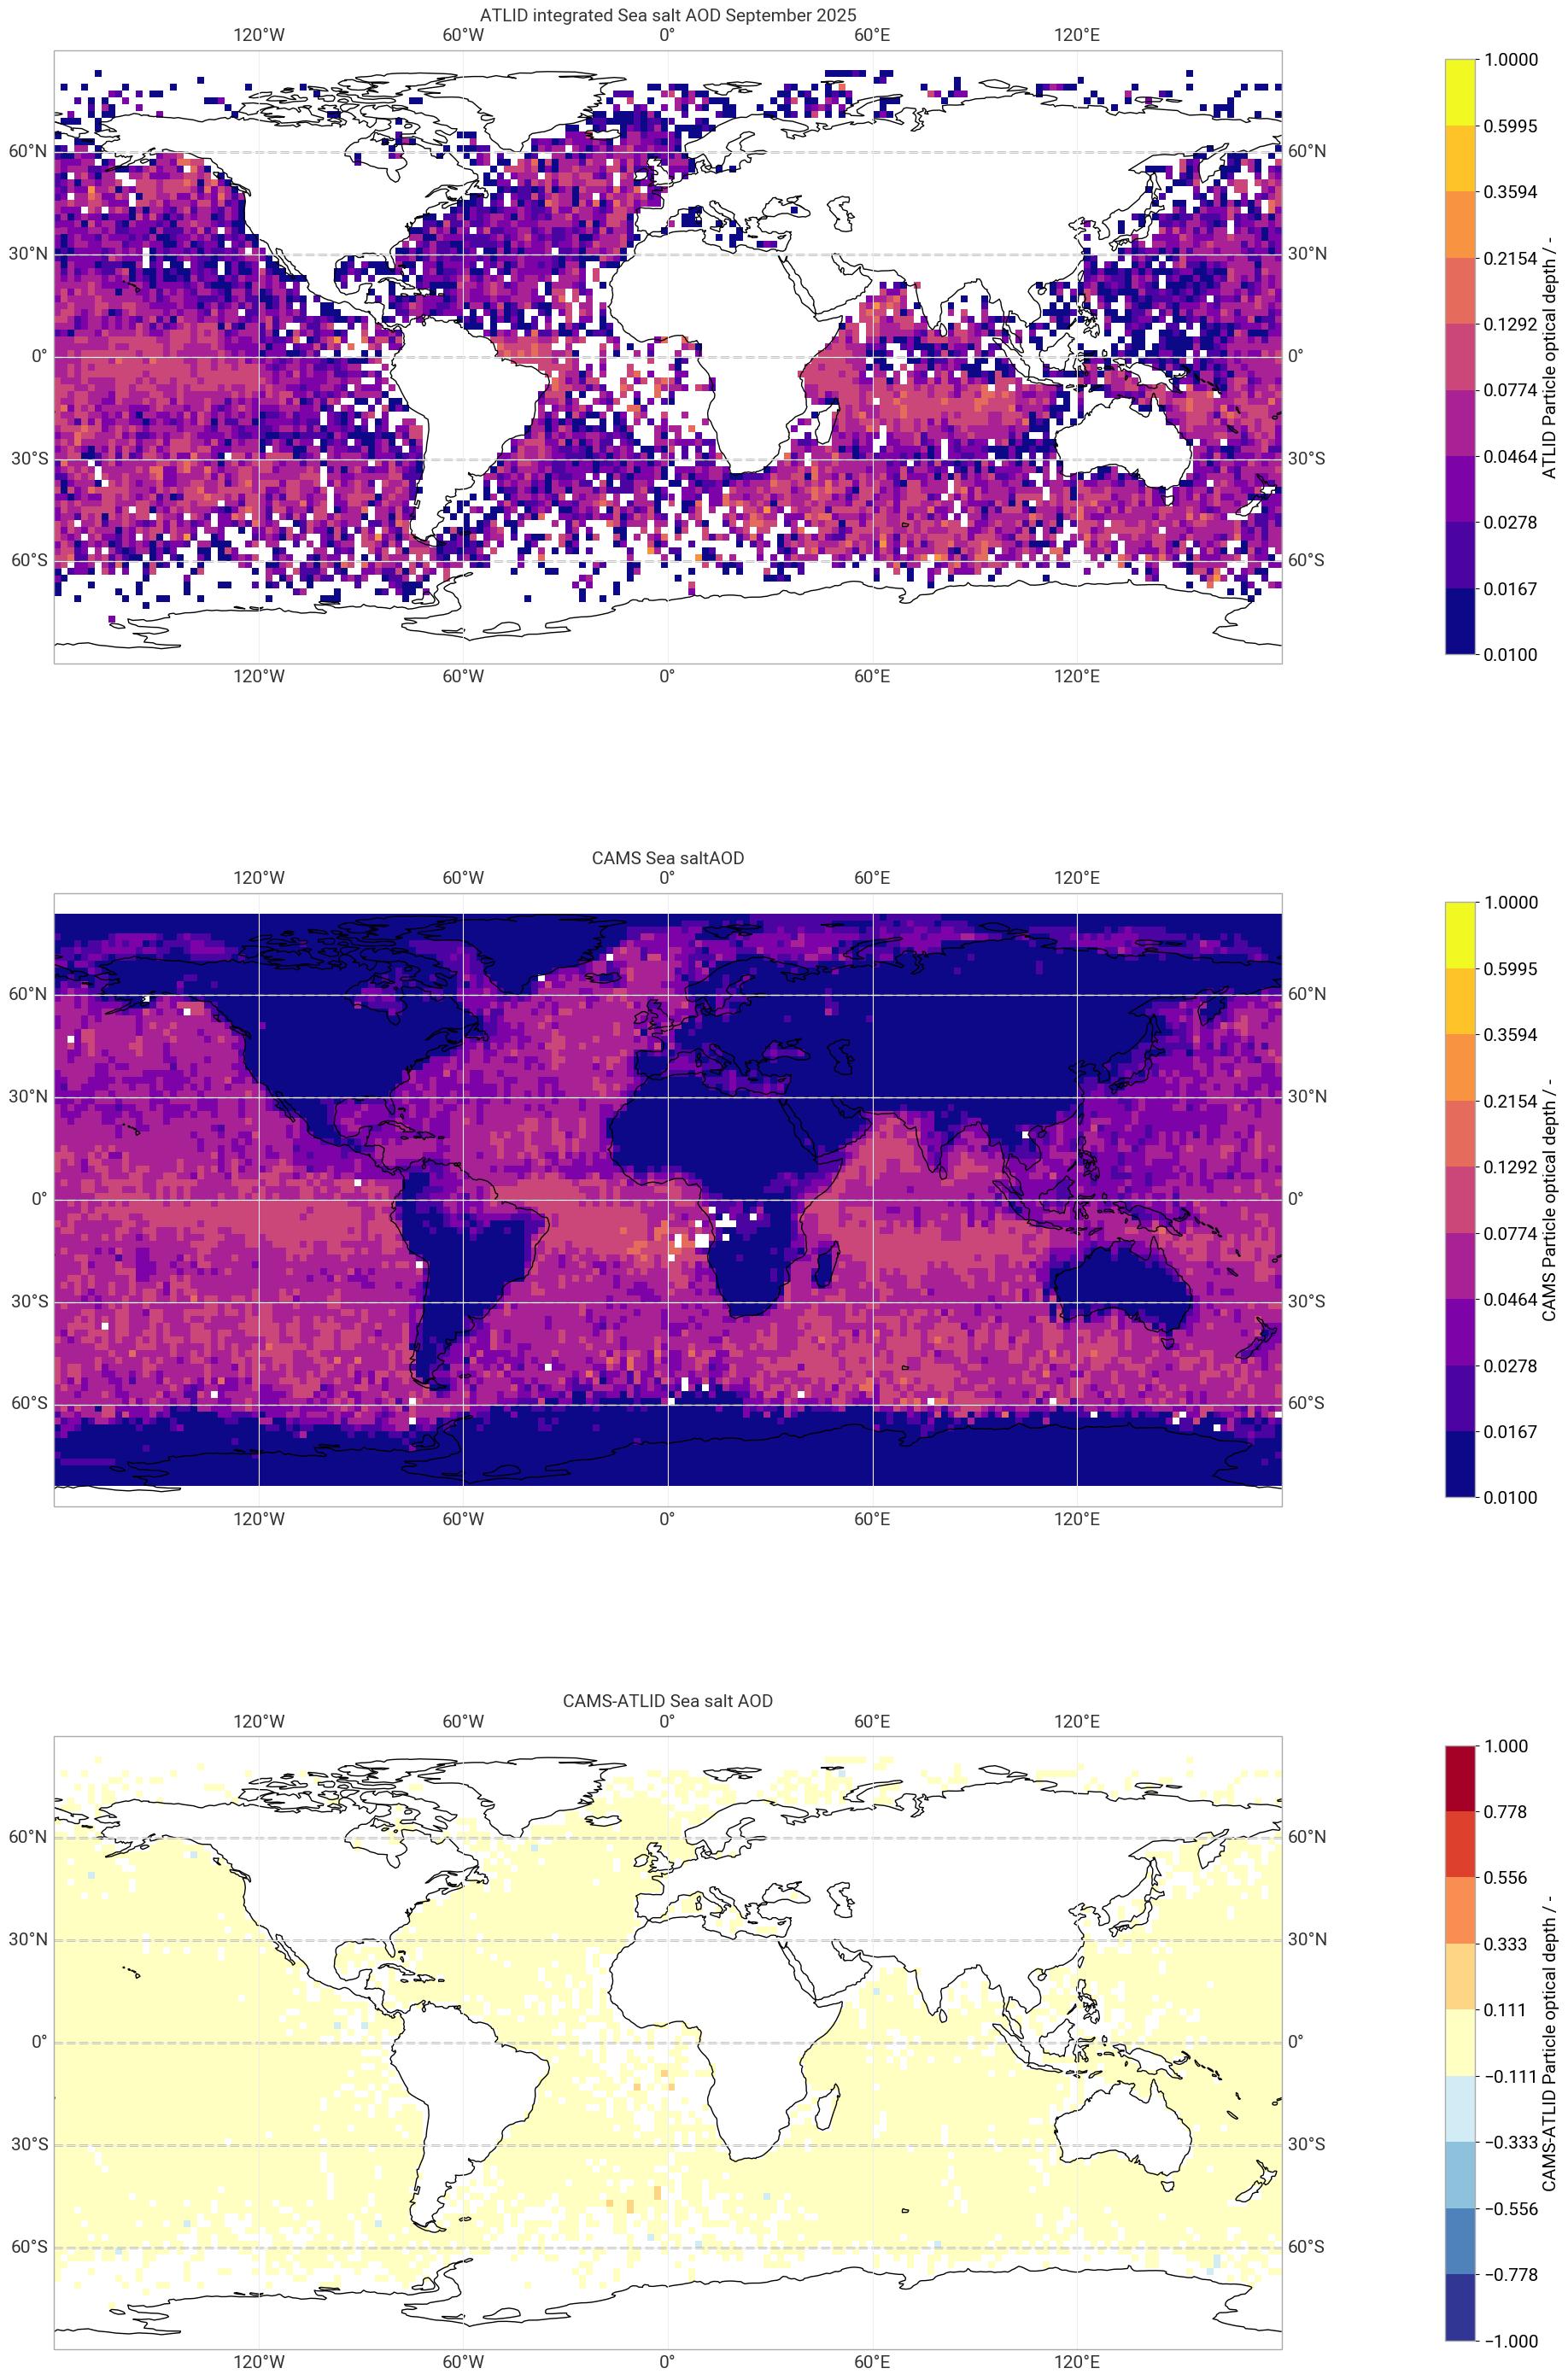 ATLID integrated Sea salt AOD September 2025
120°W 60°W 0° 60°E 120°E
60°N 60°N
30°N 30°N
0° 0°
30°S 30°S
60°S 60°S
120°W 60°W 0° 60°E 120°E
1.0000
0.5995
0.3594
0.2154
0.1292
0.0774
0.0464
0.0278
0.0167
0.0100
ATLID Particle optical depth / -
CAMS Sea saltAOD
120°W 60°W 0° 60°E 120°E
60°N 60°N
30°N 30°N
0° 0°
30°S 30°S
60°S 60°S
120°W 60°W 0° 60°E 120°E
1.0000
0.5995
0.3594
0.2154
0.1292
0.0774
0.0464
0.0278
0.0167
0.0100
CAMS Particle optical depth / -
CAMS-ATLID Sea salt AOD
120°W 60°W 0° 60°E 120°E
60°N 60°N
30°N 30°N
0° 0°
30°S 30°S
60°S 60°S
120°W 60°W 0° 60°E 120°E
1.000
0.778
0.556
0.333
0.111
−0.111
−0.333
−0.556
−0.778
−1.000
CAMS-ATLID Particle optical depth / -